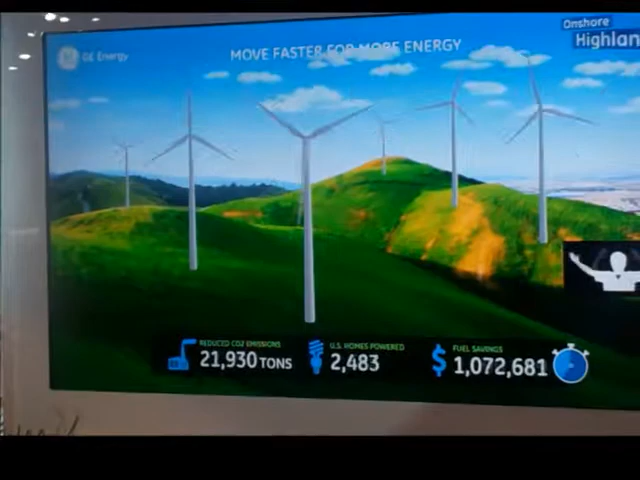 GE Energy
MOVE FASTER FOR MORE ENERGY
Onshore
REDUCED CO2 EMISSIONS
21,930 TONS
U.S. HOMES POWERED
2,483
FUEL SAVINGS
$ 1,072,681